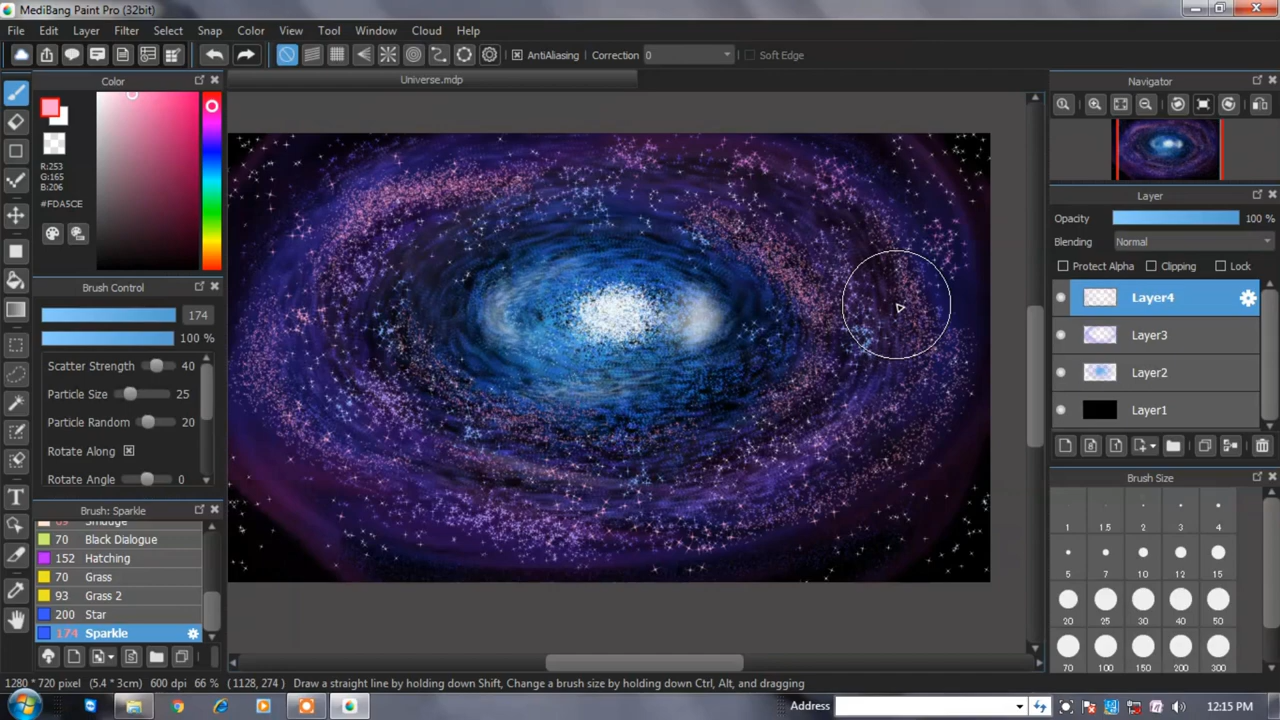 MediBang Paint Pro (32bit)
File Edit Layer Filter Select Snap Color View Tool Window Cloud Help
AntiAliasing Correction 0 Soft Edge
Color
Universe.mdp
Navigator
R:253
G:165
B:206
#FDA5CE
Layer
Opacity 100 %
Blending Normal
Protect Alpha Clipping Lock
Layer4
Layer3
Layer2
Layer1
Brush Control
174
100 %
Scatter Strength 40
Particle Size 25
Particle Random 20
Rotate Along
Rotate Angle 0
Brush: Sparkle
69 Smudge
70 Black Dialogue
152 Hatching
70 Grass
93 Grass 2
200 Star
174 Sparkle
Brush Size
1 1.5 2 3 4
5 7 10 12 15
20 25 30 40 50
70 100 150 200 300
1280 * 720 pixel (5.4 * 3cm) 600 dpi 66 % (1128, 274) Draw a straight line by holding down Shift, Change a brush size by holding down Ctrl, Alt, and dragging
Address
12:15 PM